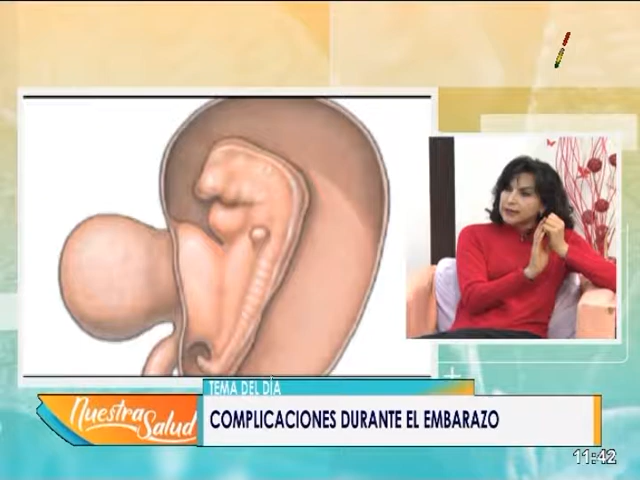 TEMA DEL DÍA
Nuestra
Salud
COMPLICACIONES DURANTE EL EMBARAZO
11:42